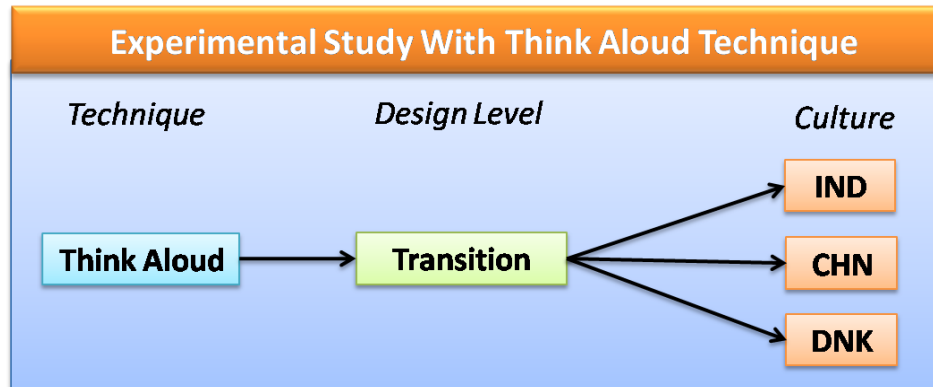 Experimental Study With Think Aloud Technique
Technique
Design Level
Culture
IND
Think Aloud
Transition
CHN
DNK